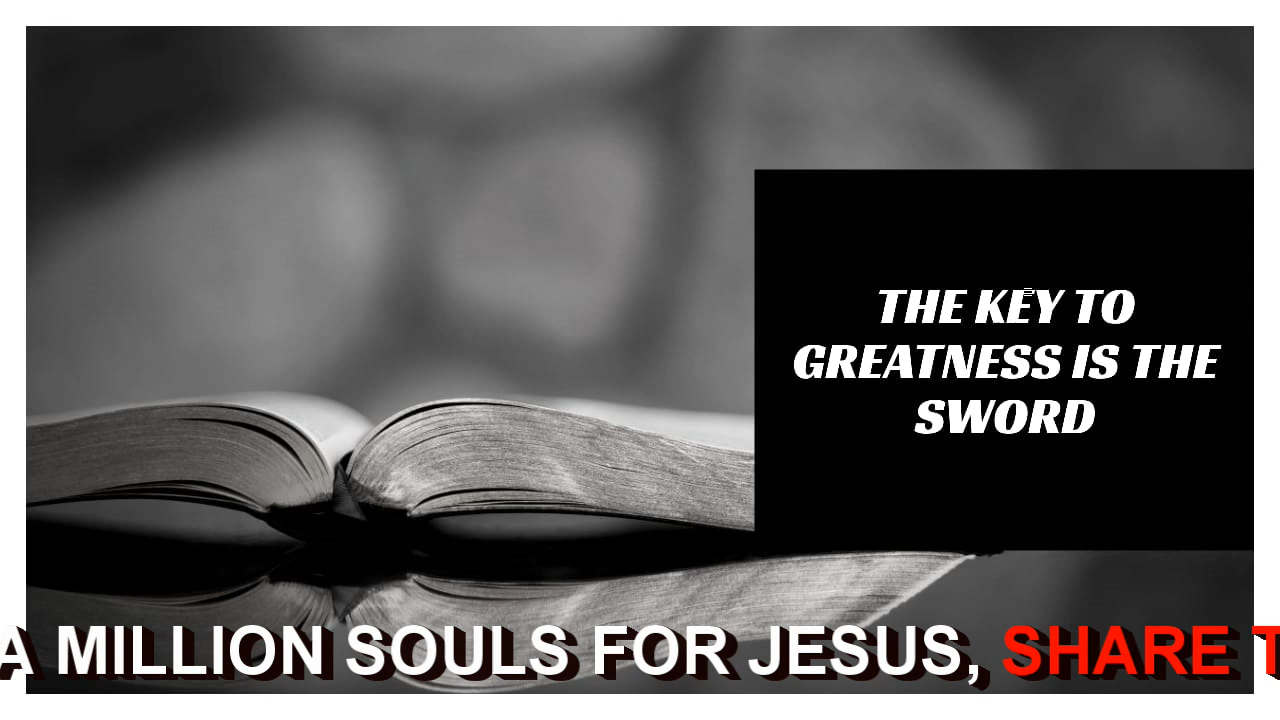 THE KEY TO
GREATNESS IS THE
SWORD
A MILLION SOULS FOR JESUS, SHARE T